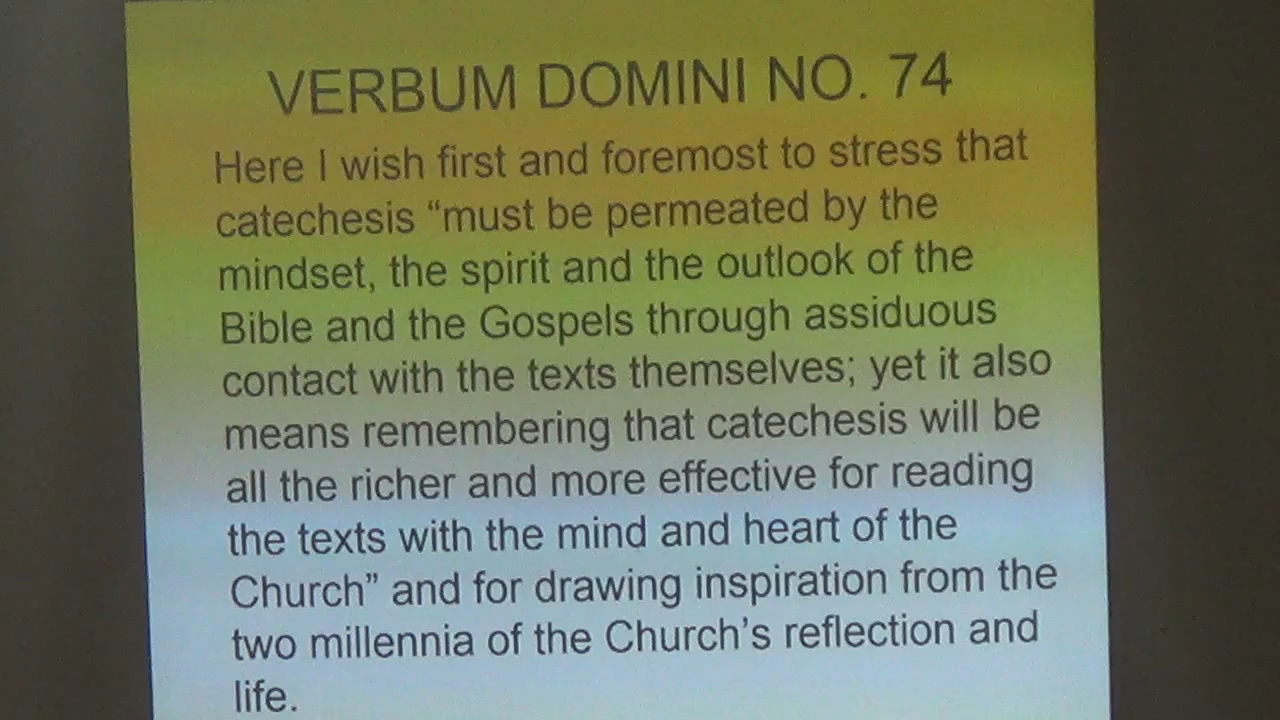 VERBUM DOMINI NO. 74
Here I wish first and foremost to stress that
catechesis “must be permeated by the
mindset, the spirit and the outlook of the
Bible and the Gospels through assiduous
contact with the texts themselves; yet it also
means remembering that catechesis will be
all the richer and more effective for reading
the texts with the mind and heart of the
Church” and for drawing inspiration from the
two millennia of the Church’s reflection and
life.